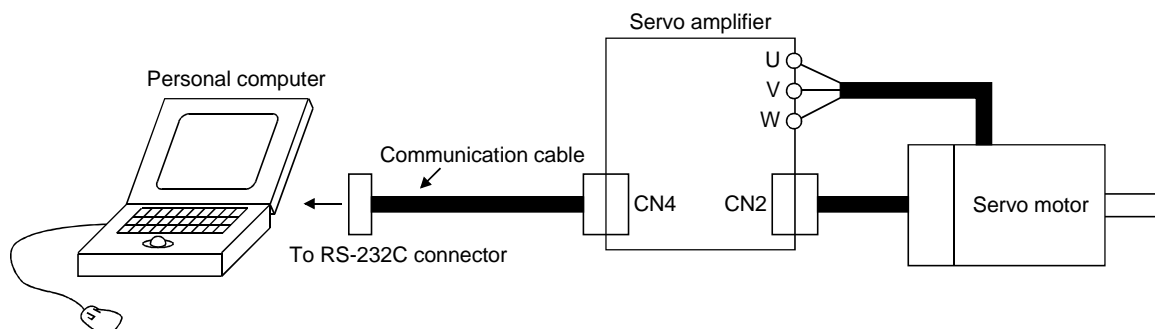 Servo amplifier
Personal computer
U
V
W
Communication cable
CN4
CN2
Servo motor
To RS-232C connector